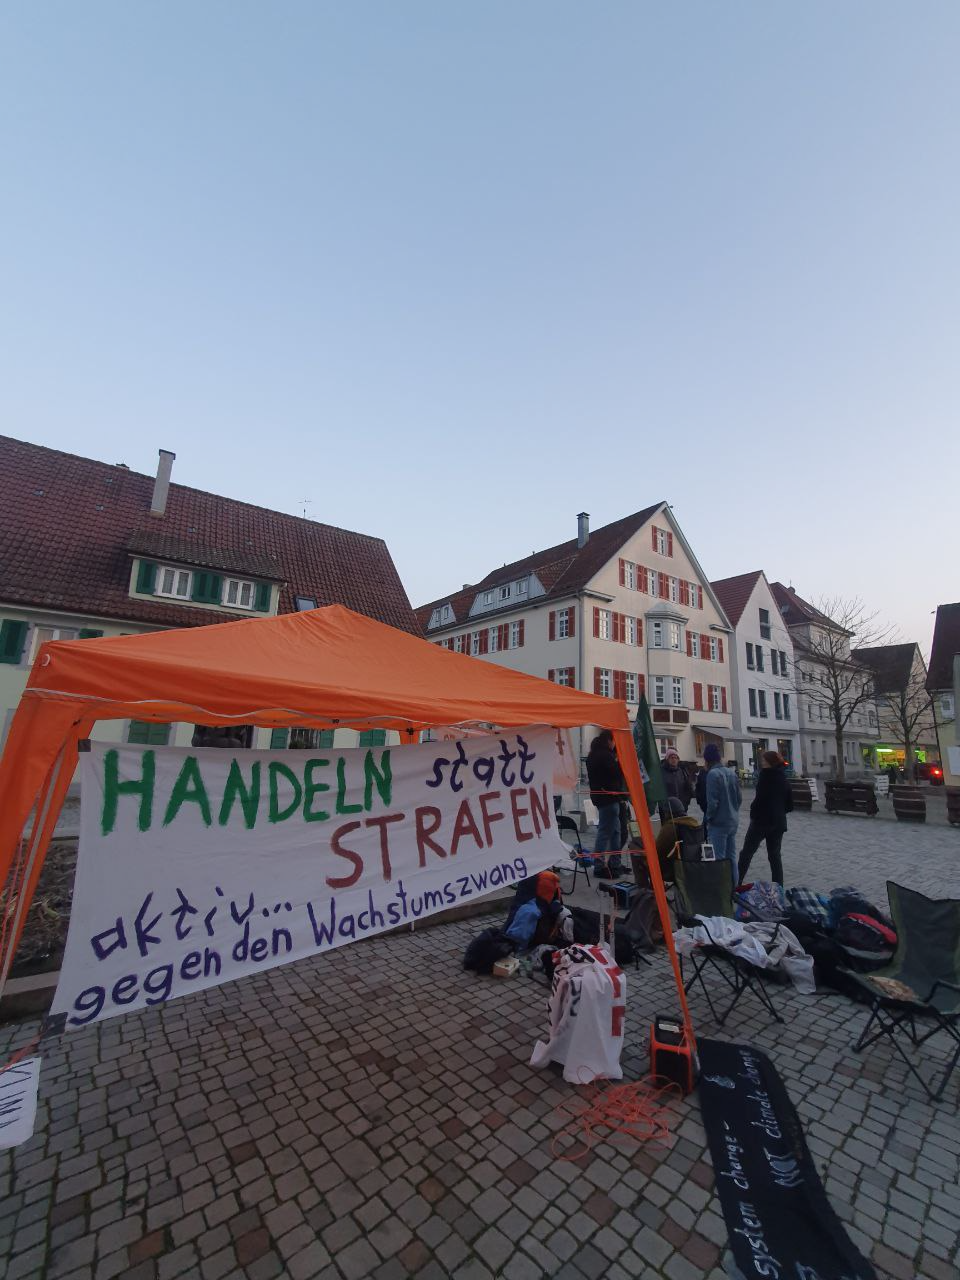 HANDELN statt
STRAFEN
aktiv...
gegen den Wachstumszwang
system change-
NOT climate change